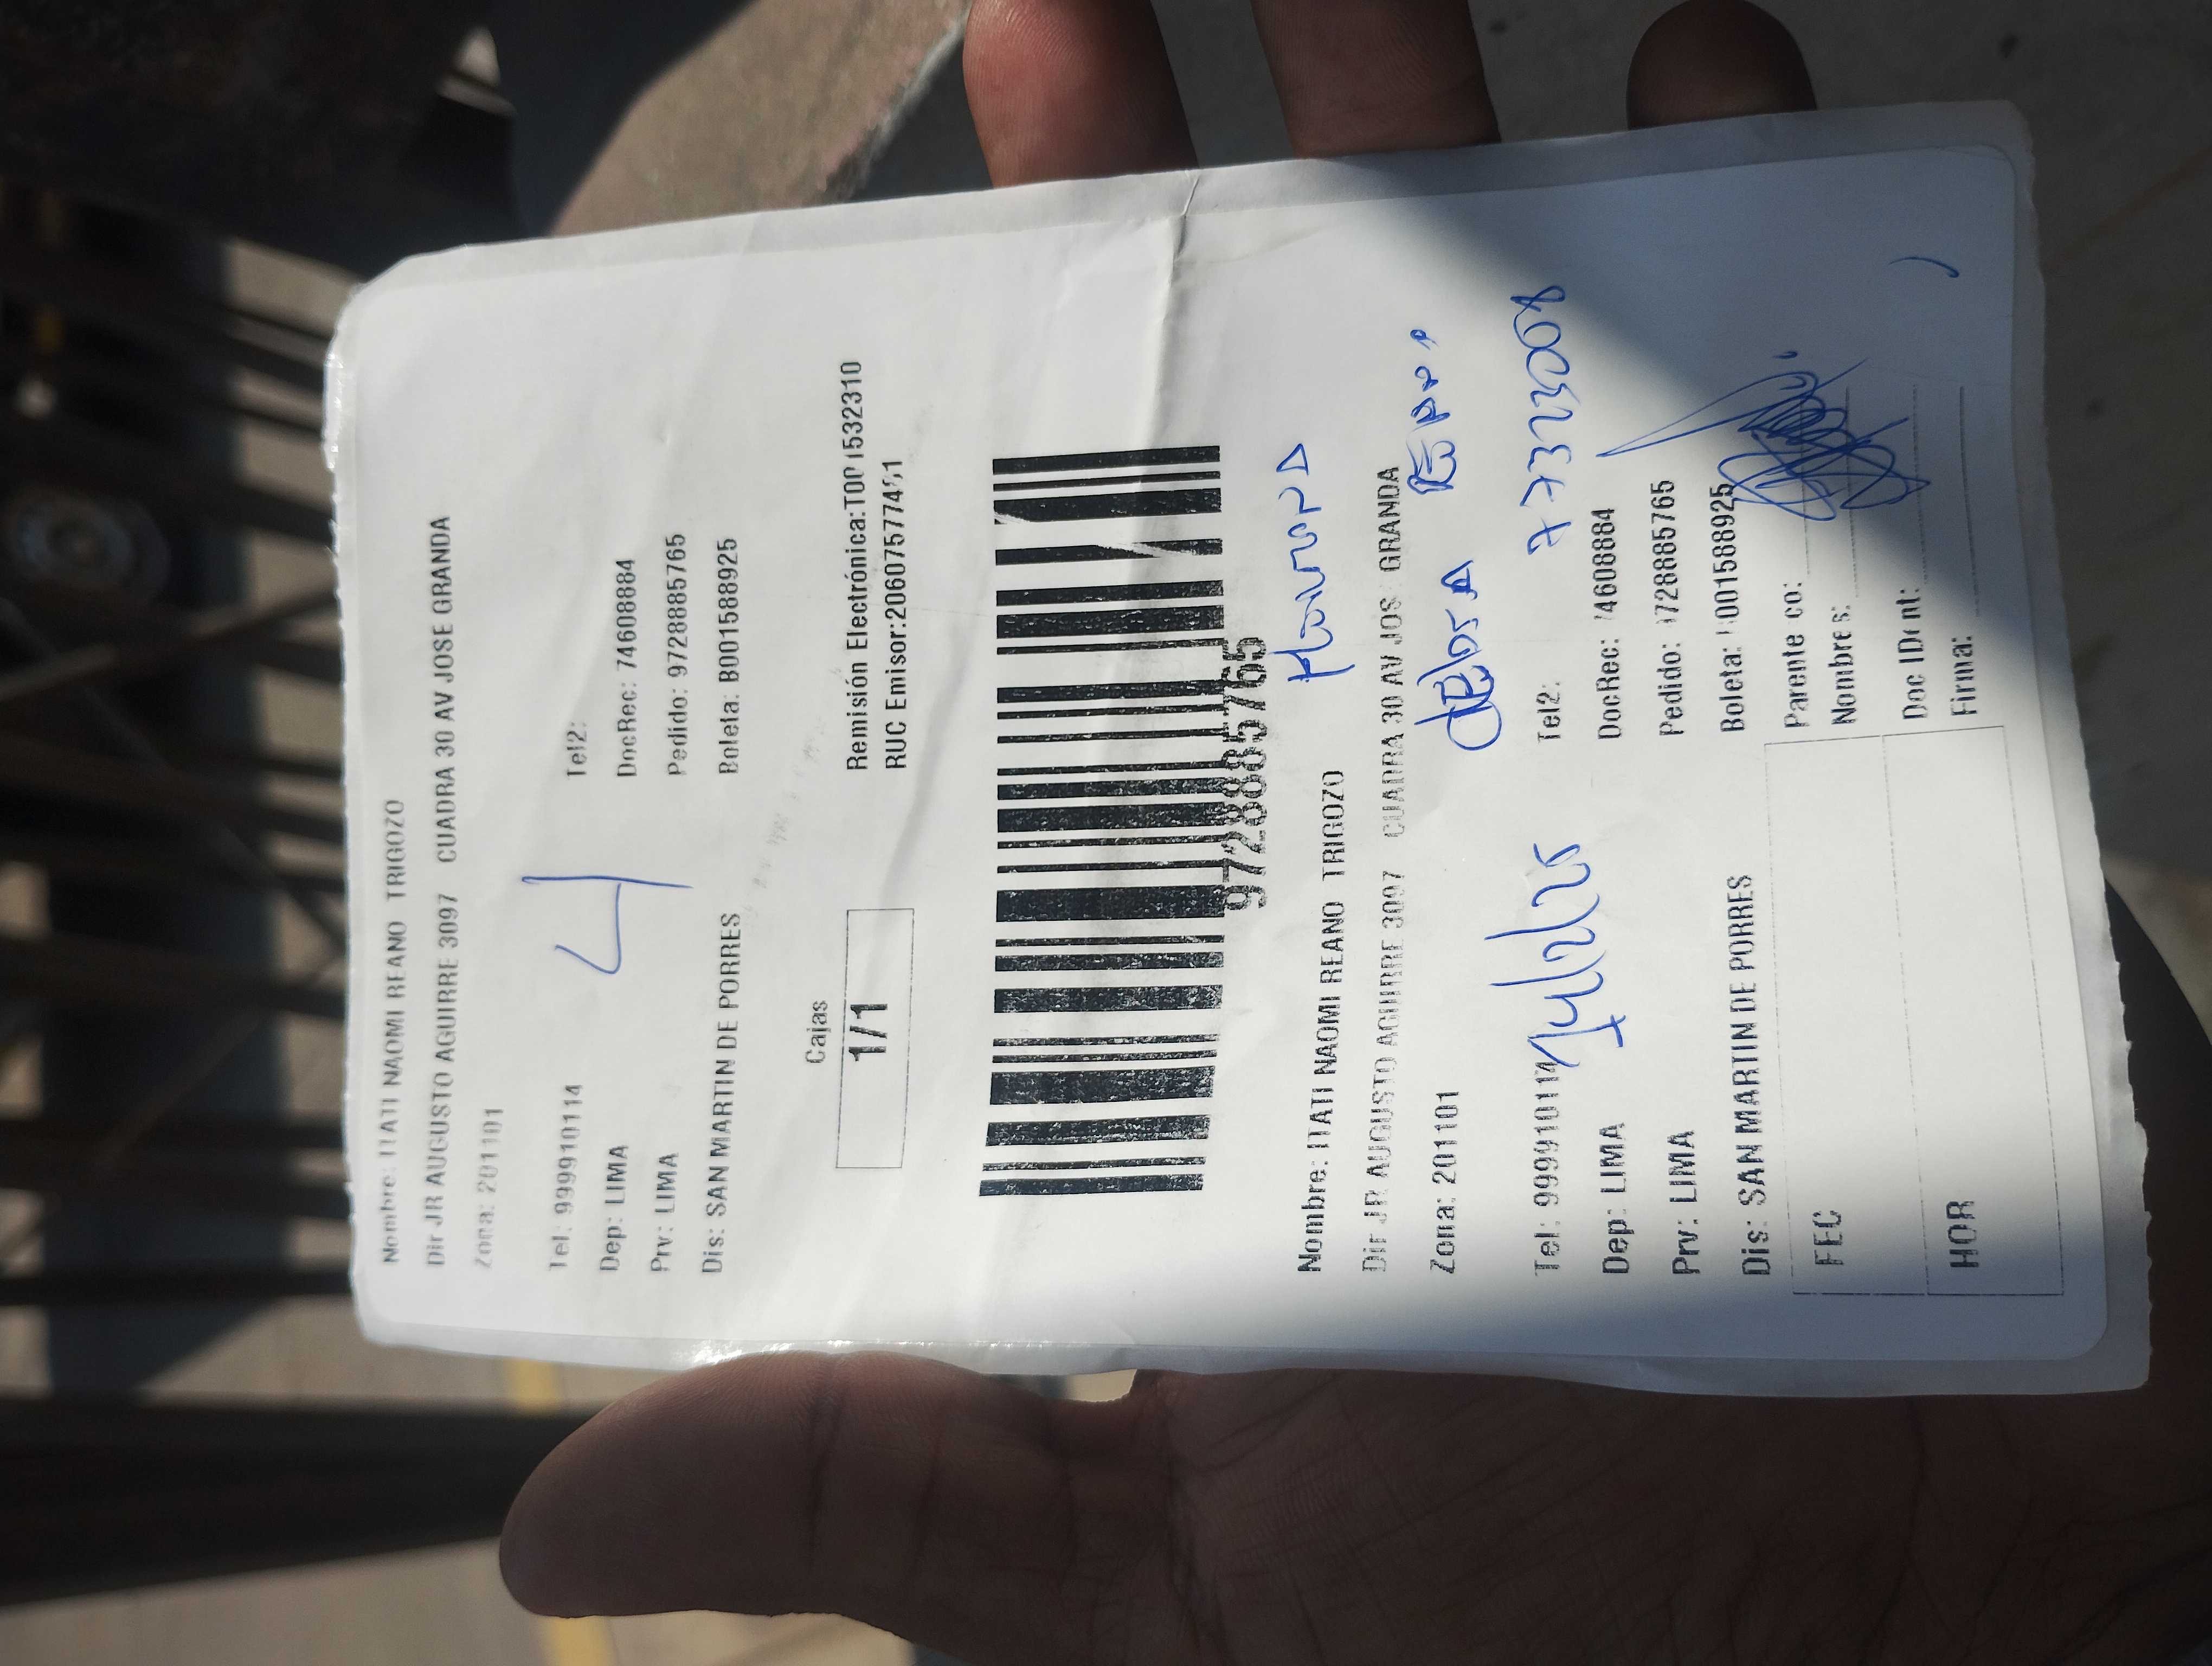 Nombre: ITATI NAOMI REANO TRIGOZO
Dir JR AUGUSTO AGUIRRE 3097 CUADRA 30 AV JOSE GRANDA
Zona: 201101
Tel: 999910114 Tel2:
4
Dep: LIMA DocRec: 74608884
Prv: LIMA Pedido: 9728885765
Dis: SAN MARTIN DE PORRES Boleta: B001588925
Cajas
1/1
Remisión Electrónica:T001532310
RUC Emisor:
9728885765
Nombre: ITATI NAOMI REANO TRIGOZO
Dir JR AUGUSTO AGUIRRE 3097 CUADRA 30 AV JOSE GRANDA
Zona: 201101
Tel: 999910114 Tel2:
Dep: LIMA DocRec: 74608884
Prv: LIMA Pedido: 9728885765
Dis: SAN MARTIN DE PORRES Boleta: B001588925
FEC
HOR
Parentesco:
Nombres:
Doc Ident:
Firma: